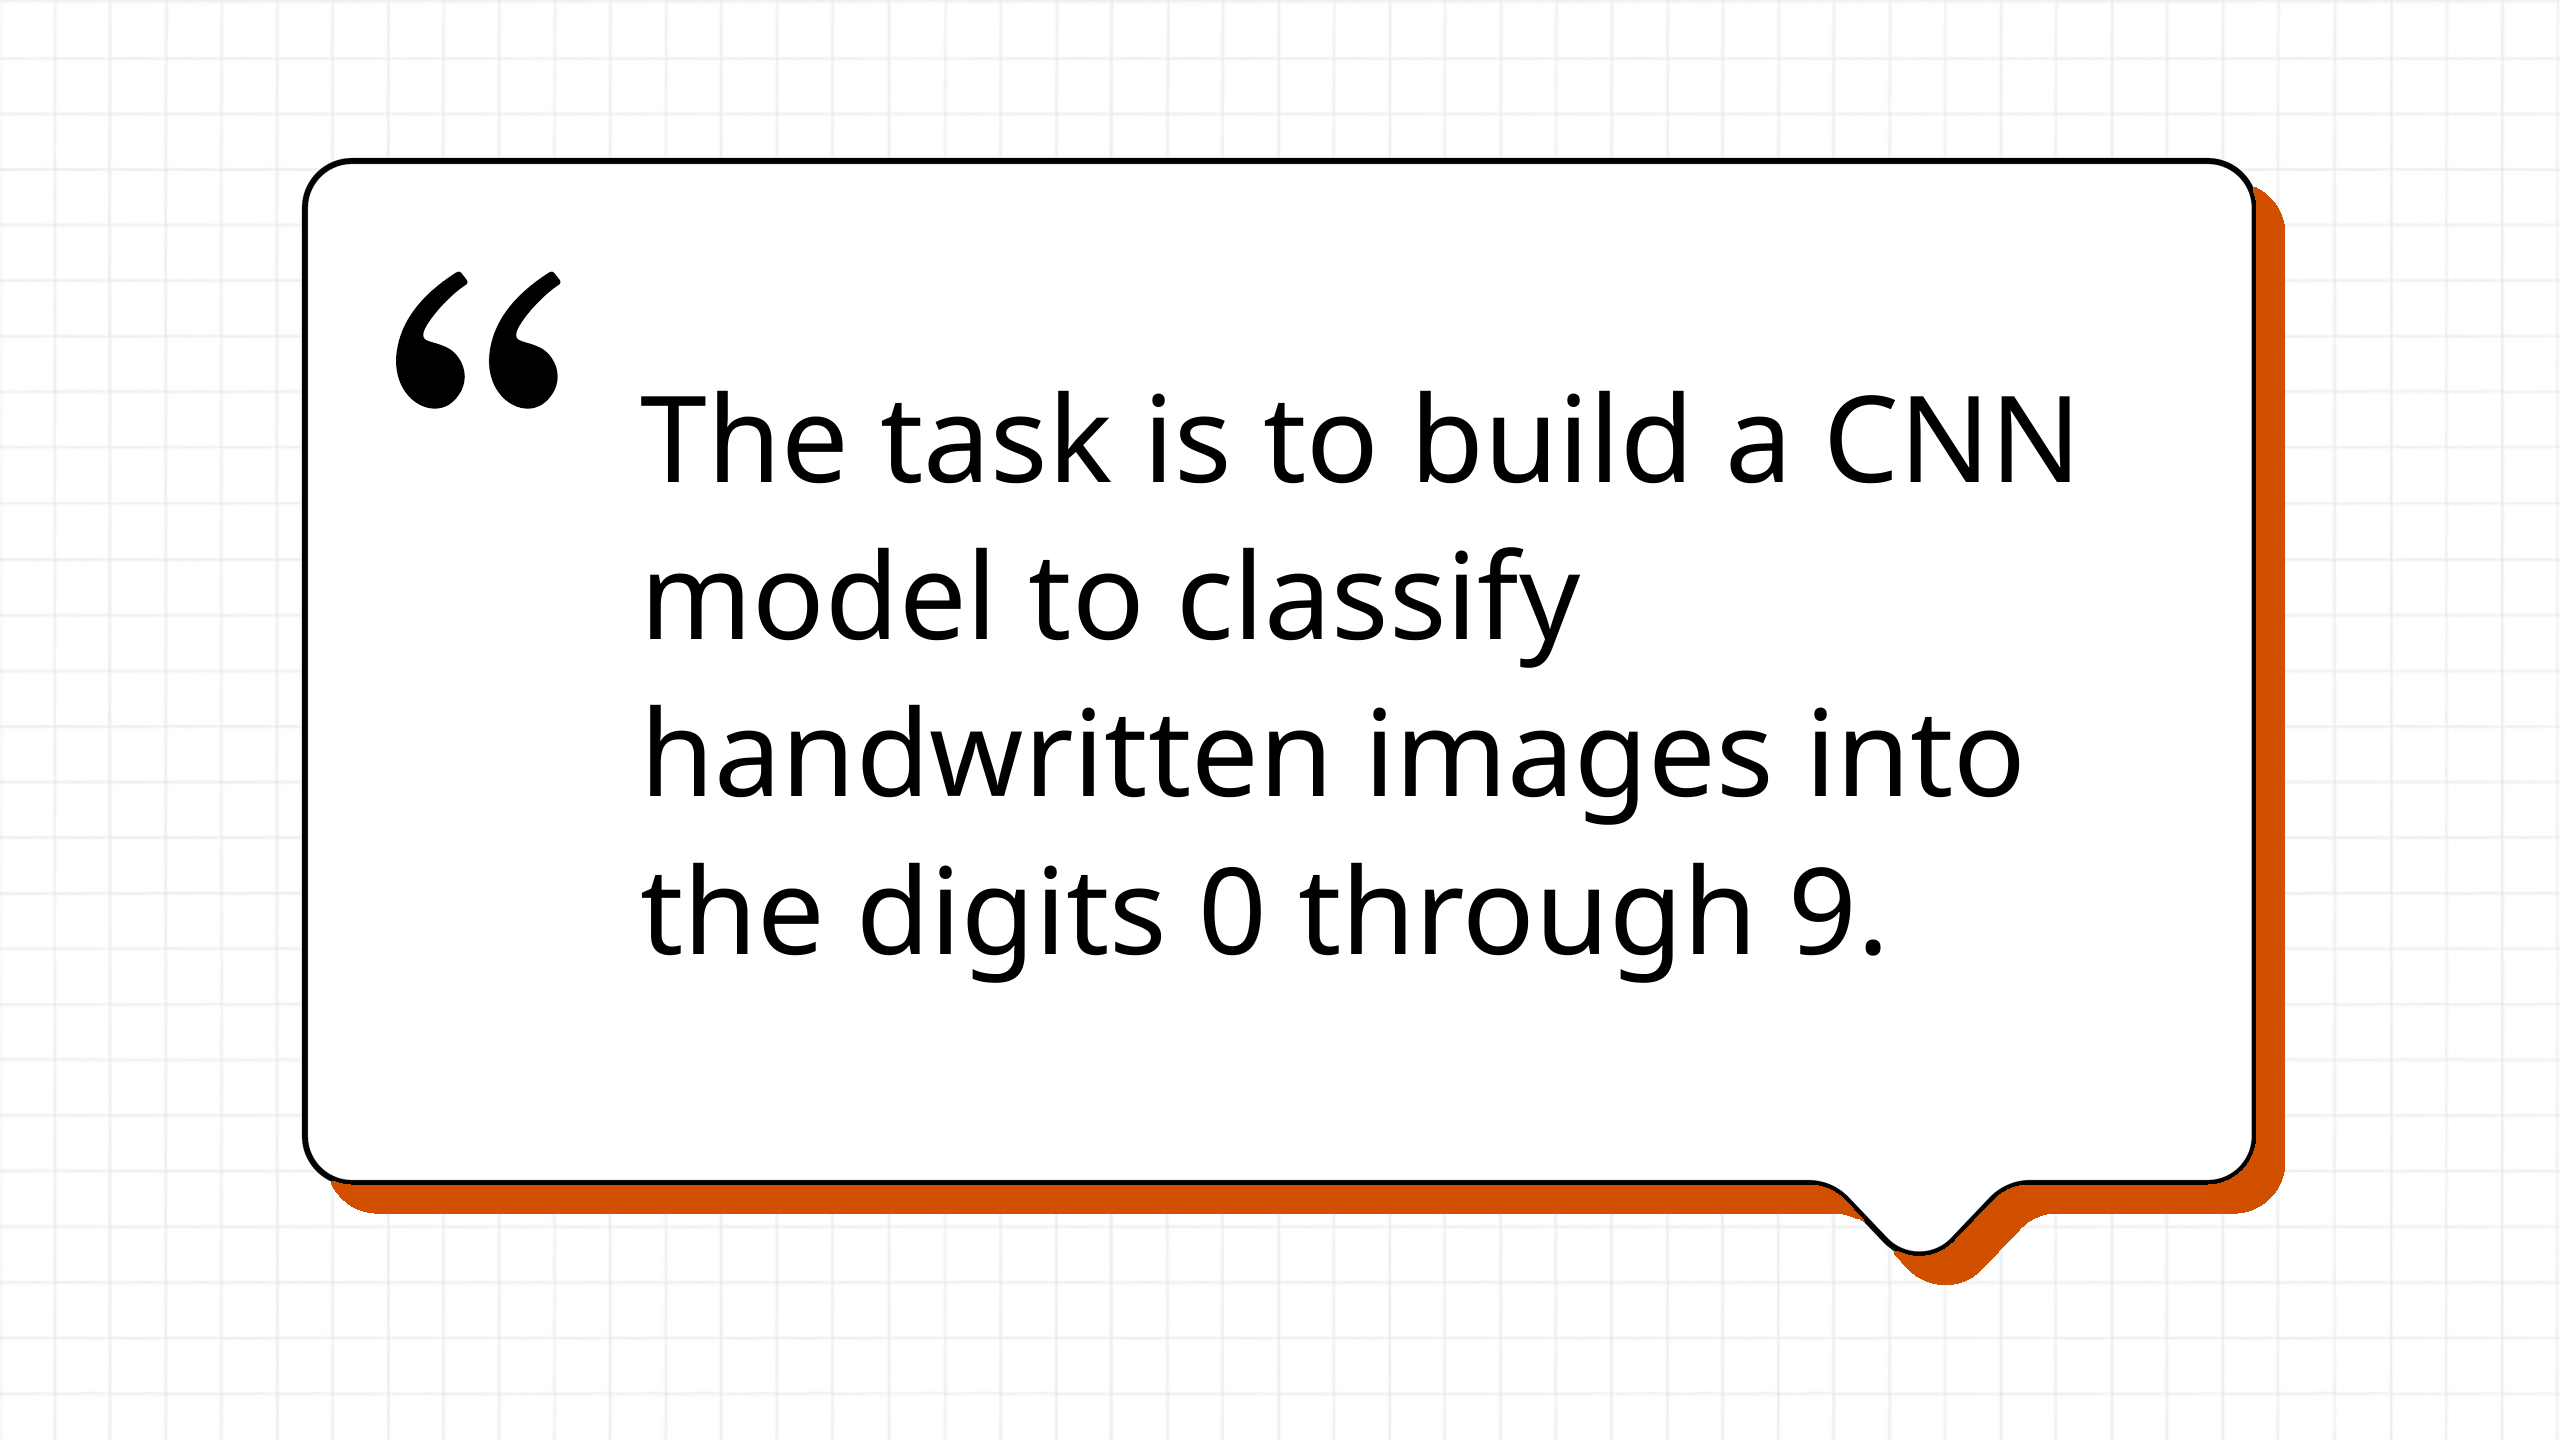 “
The task is to build a CNN
model to classify
handwritten images into
the digits 0 through 9.